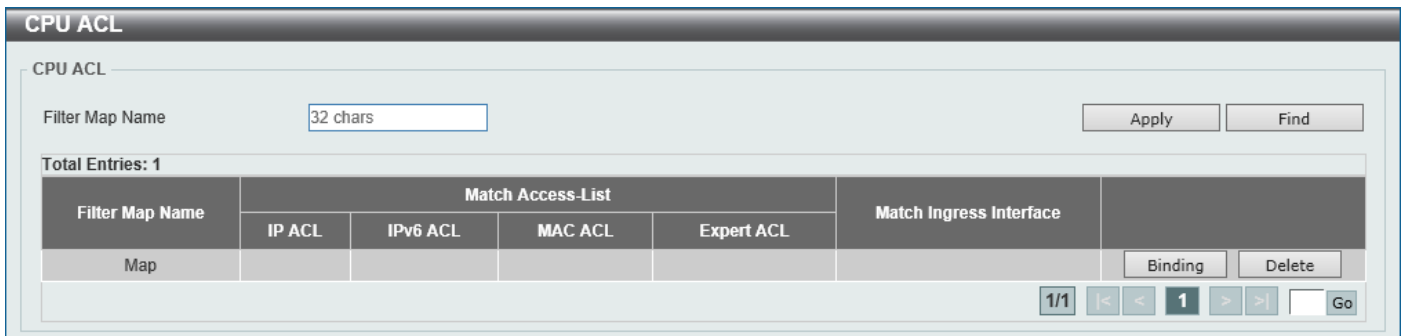 CPU ACL
CPU ACL
Filter Map Name 32 chars Apply Find
Total Entries: 1
Filter Map Name Match Access-List Match Ingress Interface
IP ACL IPv6 ACL MAC ACL Expert ACL
Map Binding Delete
1/1 |< < 1 > >| Go